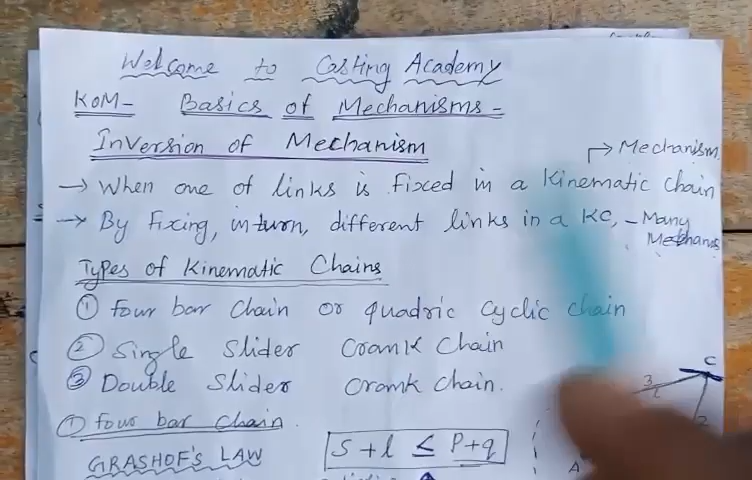 Welcome to Casting Academy
KOM- Basics of Mechanisms-
Inversion of Mechanism
→ Mechanism
→ When one of links is fixed in a Kinematic Chain
→ By fixing, in turn, different links in a KC, - Many
Types of Kinematic Chains
① Four bar Chain or quadric cyclic chain
② Single Slider Crank Chain
③ Double Slider Crank Chain.
C
3
2
① Four bar Chain.
S + l ≤ P+q
GRASHOF'S LAW
A